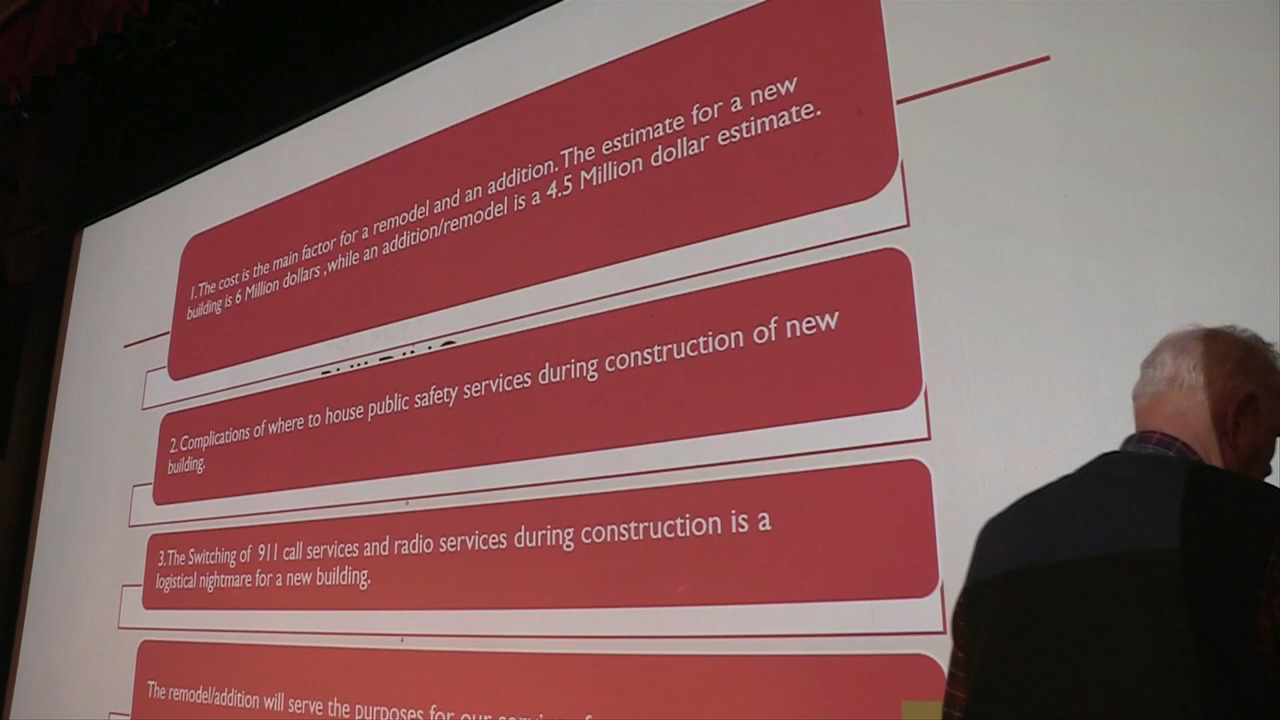 1.The cost is the main factor for a remodel and an addition. The estimate for a new
building is 6 Million dollars ,while an addition/remodel is a 4.5 Million dollar estimate.
2. Complications of where to house public safety services during construction of new
building.
3.The Switching of 911 call services and radio services during construction is a
logistical nightmare for a new building.
The remodel/addition will serve the purposes for our